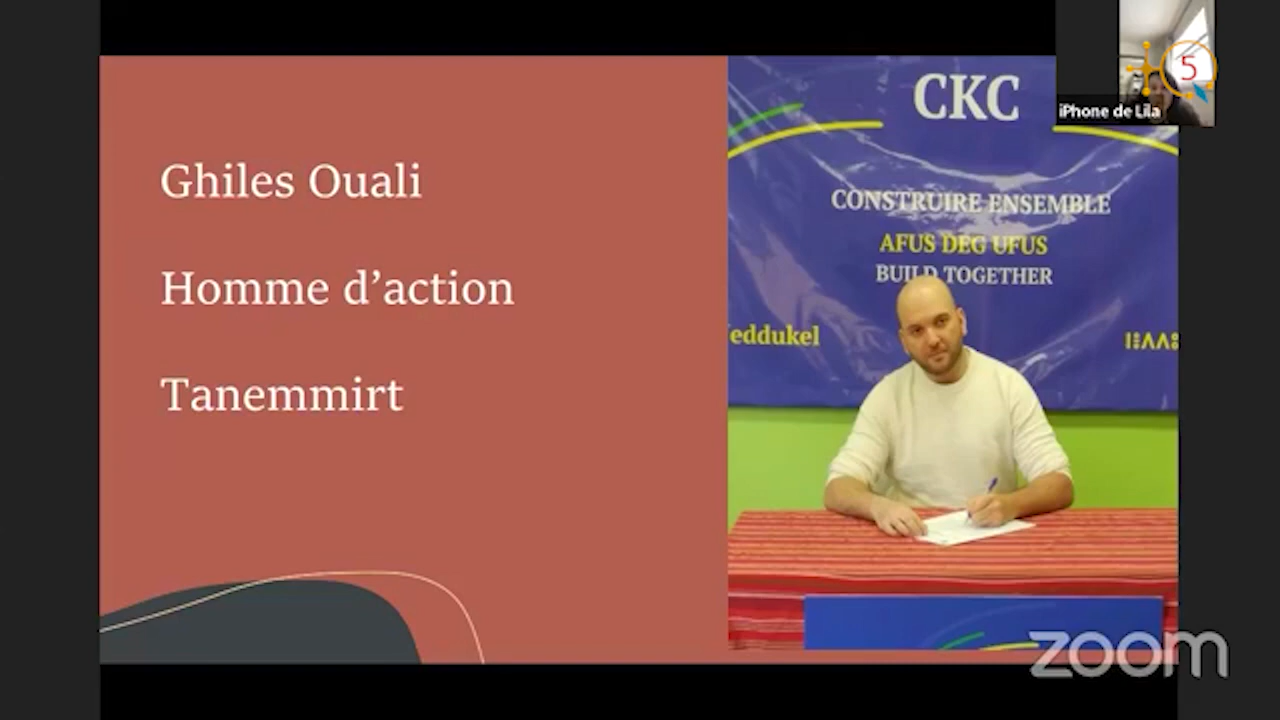 Ghiles Ouali
Homme d’action
Tanemmirt
CKC
CONSTRUIRE ENSEMBLE
AFUS DEG UFUS
BUILD TOGETHER
eddukel
ⵏⴻⴷⴷⵓ
iPhone de Lila
5
zoom